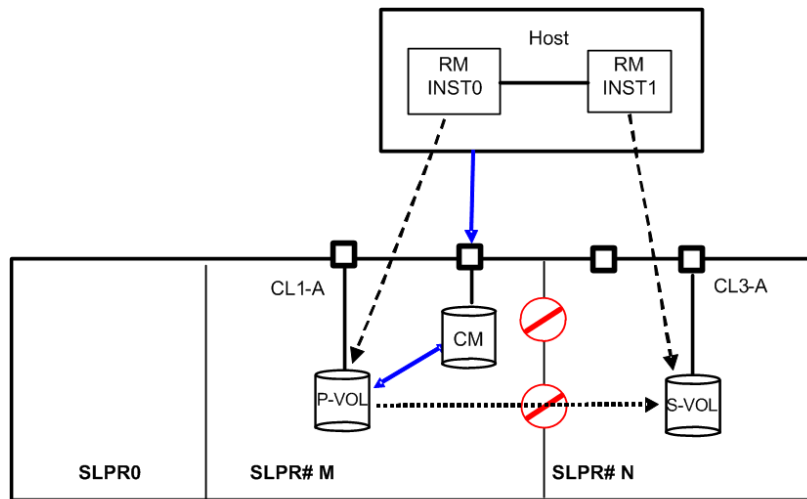 Host
RM
INST0
RM
INST1
CL1-A
CL3-A
CM
P-VOL
S-VOL
SLPR0
SLPR# M
SLPR# N